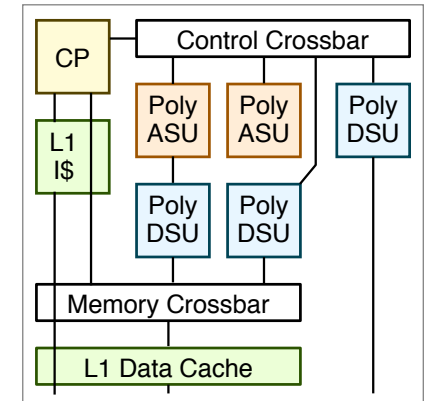 CP
Control Crossbar
Poly
ASU
Poly
ASU
Poly
DSU
L1
I$
Poly
DSU
Poly
DSU
Memory Crossbar
L1 Data Cache